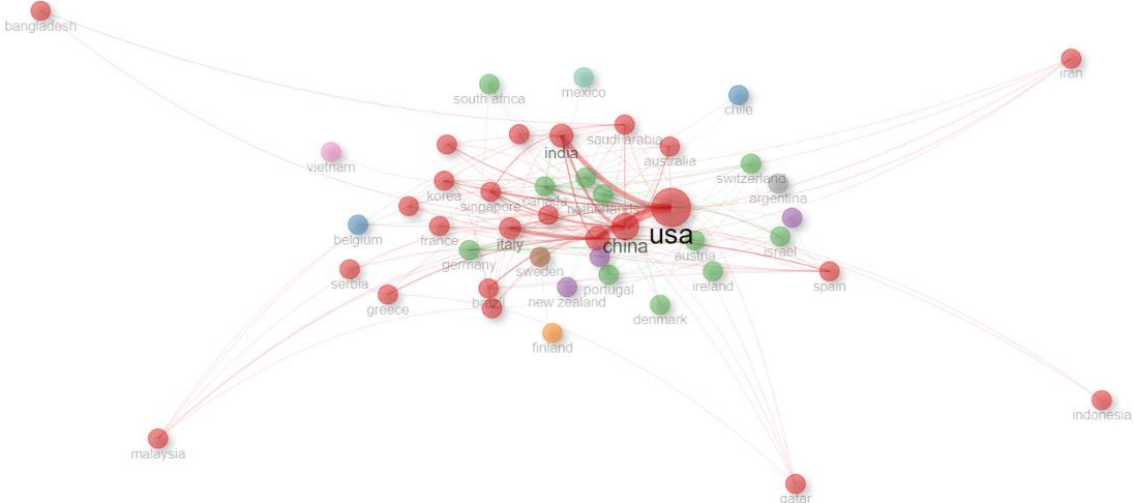 bangladesh
iran
south africa
mexico
chile
vietnam
india
saudi arabia
australia
switzerland
korea
canada
argentina
singapore
netherlands
belgium
france
italy
china
usa
israel
germany
austria
sweden
serbia
portugal
ireland
spain
greece
brazil
new zealand
denmark
finland
indonesia
malaysia
qatar